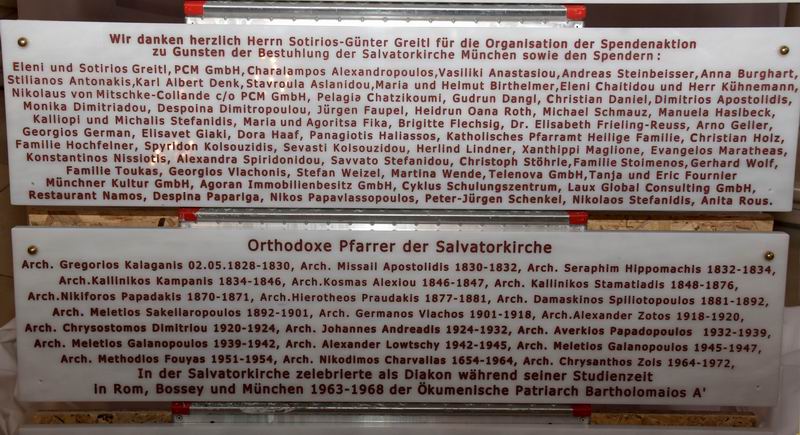 Wir danken herzlich Herrn Sotirios-Günter Greitl für die Organisation der Spendenaktion
zu Gunsten der Bestuhlung der Salvatorkirche München sowie den Spendern :
Eleni und Sotirios Greitl, PCM GmbH, Charalampos Alexandropoulos, Vasiliki Anastasiou, Andreas Steinbeisser, Anna Burghart,
Stilianos Antonakis, Karl Albert Denk, Stavroula Aslanidou, Maria und Helmut Birthelmer, Eleni Chaitidou und Herr Kühnemann,
Nikolaus von Mitschke-Collande c/o PCM GmbH, Pelagia Chatzikoumi, Gudrun Dangl, Christian Daniel, Dimitrios Apostolidis,
Monika Dimitriadou, Despoina Dimitropoulou, Jürgen Faupel, Heidrun Oana Roth, Michael Schmauz, Manuela Haslbeck,
Kalliopi und Michalis Stefanidis, Maria und Agoritsa Fika, Brigitte Flechsig, Dr. Elisabeth Frieling-Reuss, Arno Geiler,
Georgios German, Elisavet Giaki, Dora Haaf, Panagiotis Haliassos, Katholisches Pfarramt Heilige Familie, Christian Holz,
Familie Hochfelner, Spyridon Kolsouzidis, Sevasti Kolsouzidou, Herlind Lindner, Xanthippi Maglione, Evangelos Maratheas,
Konstantinos Nissiotis, Alexandra Spiridonidou, Savvato Stefanidou, Christoph Stöhrle, Familie Stoimenos, Gerhard Wolf,
Familie Toukas, Georgios Vlachonis, Stefan Weizel, Martina Wende, Telenova GmbH, Tanja und Eric Fournier
Münchner Kultur GmbH, Agoran Immobilienbesitz GmbH, Cyklus Schulungszentrum, Laux Global Consulting GmbH,
Restaurant Namos, Despina Papariga, Nikos Papavlassopoulos, Peter-Jürgen Schenkel, Nikolaos Stefanidis, Anita Rous.
Orthodoxe Pfarrer der Salvatorkirche
Arch. Gregorios Kalaganis 02.05.1828-1830, Arch. Missail Apostolidis 1830-1832, Arch. Seraphim Hippomachis 1832-1834,
Arch.Kallinikos Kampanis 1834-1846, Arch.Kosmas Alexiou 1846-1847, Arch. Kallinikos Stamatiadis 1848-1876,
Arch.Nikiforos Papadakis 1870-1871, Arch.Hierotheos Praudakis 1877-1881, Arch. Damaskinos Spiliotopoulos 1881-1892,
Arch. Meletios Sakellaropoulos 1892-1901, Arch. Germanos Vlachos 1901-1918, Arch.Alexander Zotos 1918-1920,
Arch. Chrysostomos Dimitriou 1920-1924, Arch. Johannes Andreadis 1924-1932, Arch. Averkios Papadopoulos 1932-1939,
Arch. Meletios Galanopoulos 1939-1942, Arch. Alexander Lowtschy 1942-1945, Arch. Meletios Galanopoulos 1945-1947,
Arch. Methodios Fouyas 1951-1954, Arch. Nikodimos Charvalias 1654-1964, Arch. Chrysanthos Zois 1964-1972,
In der Salvatorkirche zelebrierte als Diakon während seiner Studienzeit
in Rom, Bossey und München 1963-1968 der Ökumenische Patriarch Bartholomaios A'